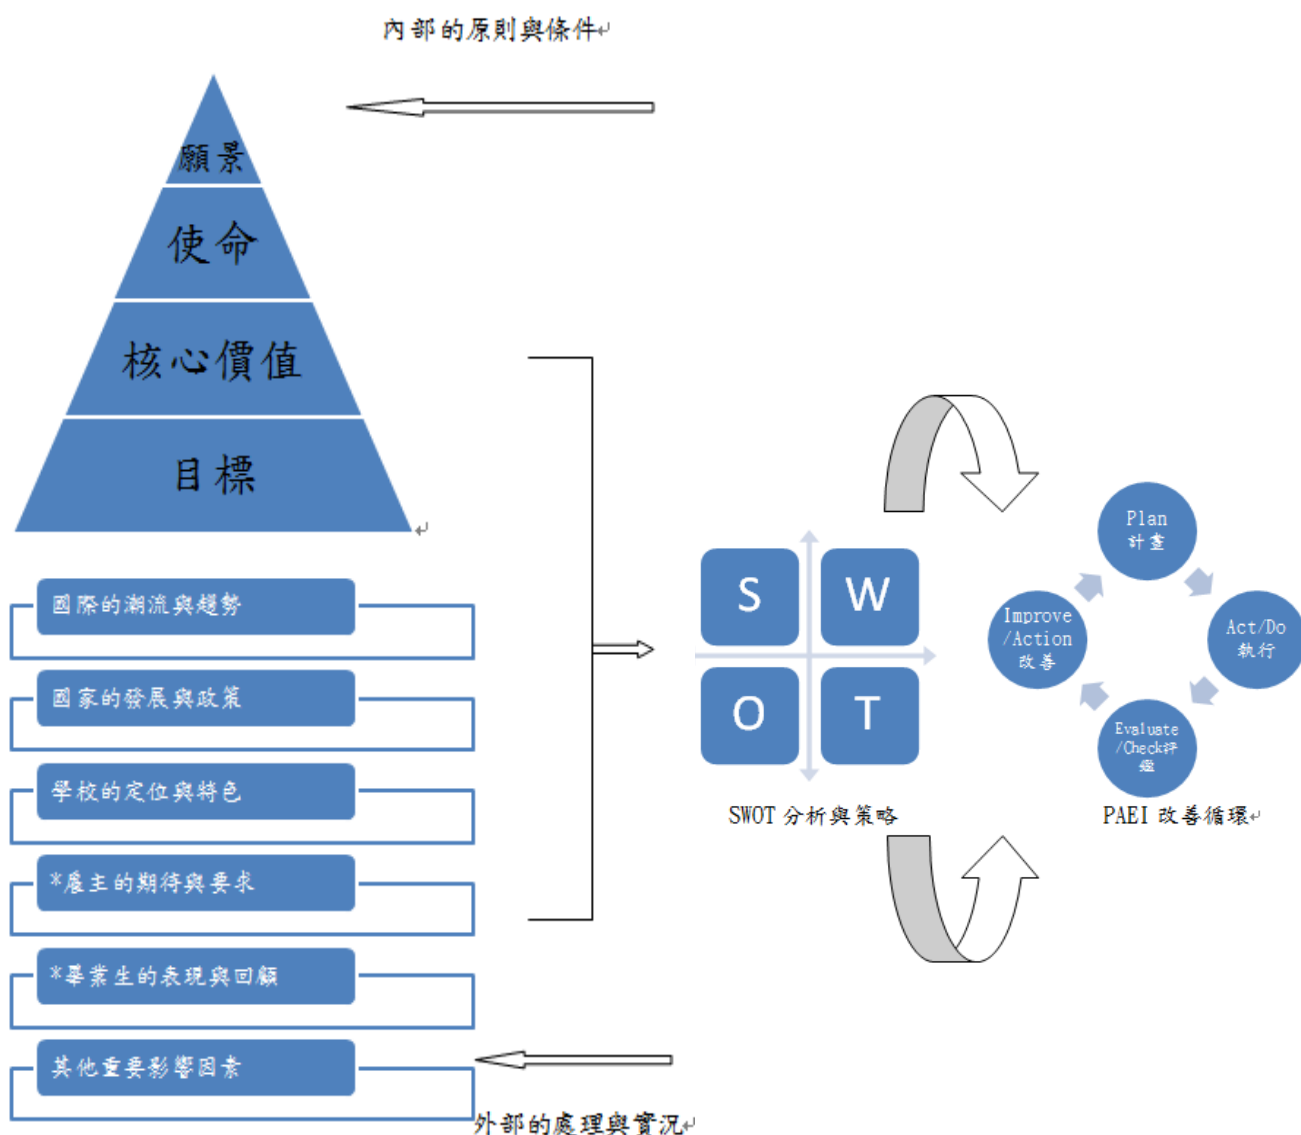 內部的原則與條件
願景
使命
核心價值
目標
國際的潮流與趨勢
國家的發展與政策
學校的定位與特色
*雇主的期待與要求
*畢業生的表現與回顧
其他重要影響因素
外部的處理與實況
S
W
O
T
SWOT 分析與策略
Plan
計畫
Act/Do
執行
Evaluate
/Check評
鑑
Improve
/Action
改善
PAEI 改善循環